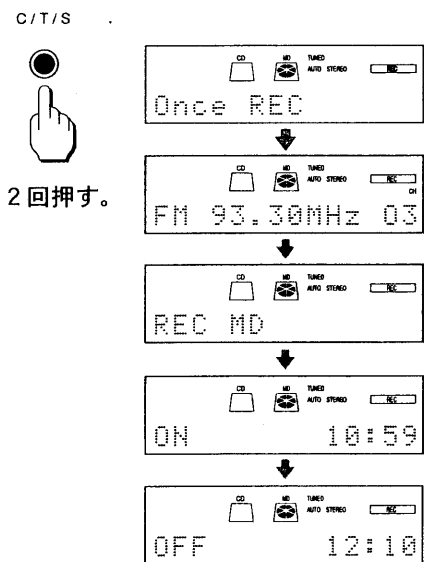 C/T/S .
2回押す。
CD MD TUNED
AUTO STEREO REC
Once REC
CD MD TUNED
AUTO STEREO REC
CH
FM 93.30MHz 03
CD MD TUNED
AUTO STEREO REC
REC MD
CD MD TUNED
AUTO STEREO REC
ON 10:59
CD MD TUNED
AUTO STEREO REC
OFF 12:10